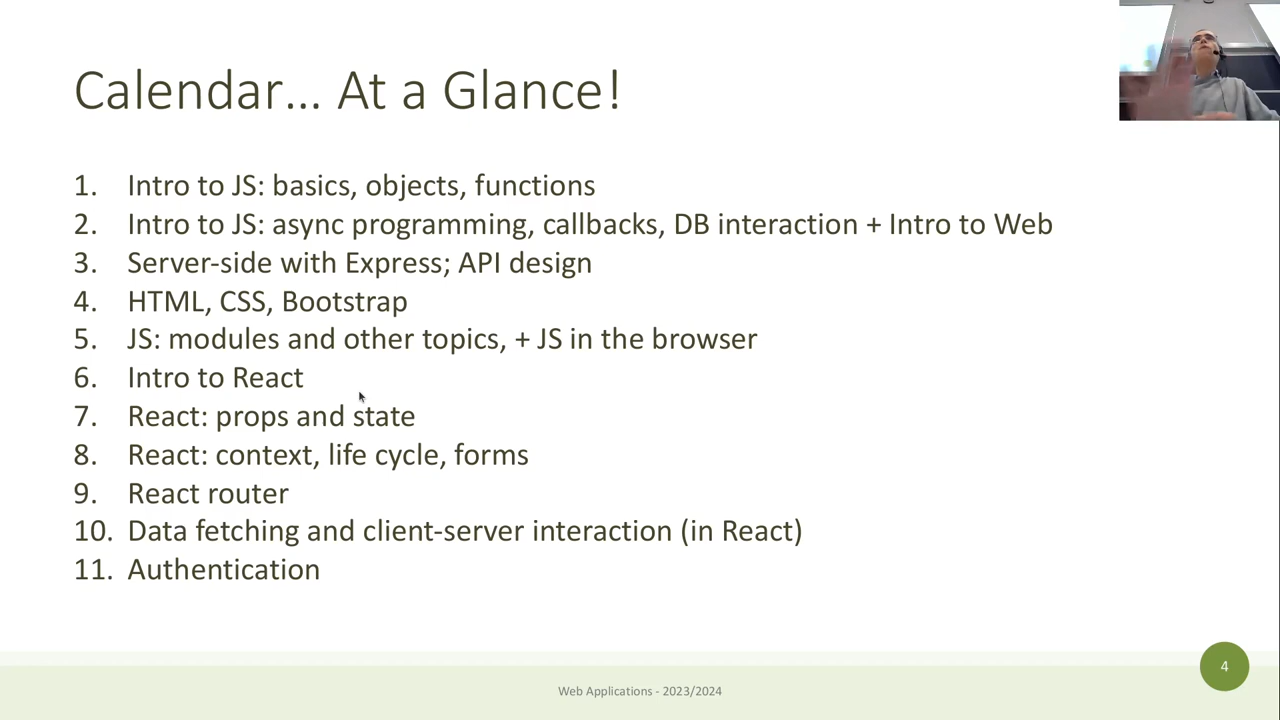 Calendar... At a Glance!
1. Intro to JS: basics, objects, functions
2. Intro to JS: async programming, callbacks, DB interaction + Intro to Web
3. Server-side with Express; API design
4. HTML, CSS, Bootstrap
5. JS: modules and other topics, + JS in the browser
6. Intro to React
7. React: props and state
8. React: context, life cycle, forms
9. React router
10. Data fetching and client-server interaction (in React)
11. Authentication
4
Web Applications - 2023/2024